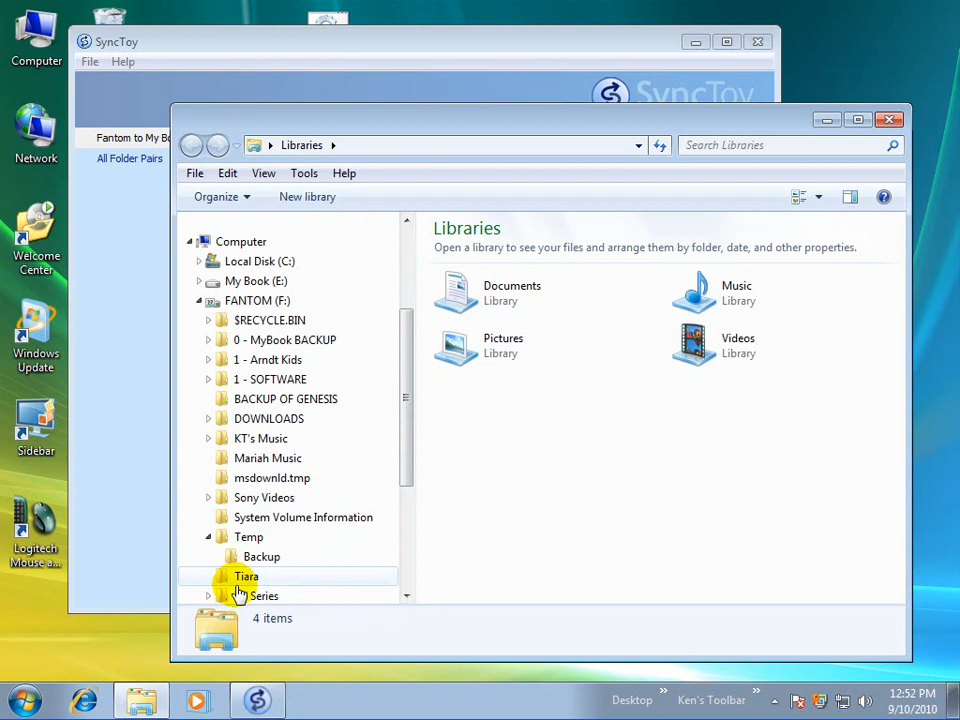 Computer
Network
Welcome
Center
Windows
Update
Sidebar
Logitech
Mouse a...
SyncToy
File Help
SyncToy
Fantom to My Bo
All Folder Pairs
Libraries
Search Libraries
File Edit View Tools Help
Organize New library
Computer
Local Disk (C:)
My Book (E:)
FANTOM (F:)
$RECYCLE.BIN
0 - MyBook BACKUP
1 - Arndt Kids
1 - SOFTWARE
BACKUP OF GENESIS
DOWNLOADS
KT's Music
Mariah Music
msdownld.tmp
Sony Videos
System Volume Information
Temp
Backup
Tiara
Series
Libraries
Open a library to see your files and arrange them by folder, date, and other properties.
Documents
Library
Music
Library
Pictures
Library
Videos
Library
4 items
Desktop
Ken's Toolbar
12:52 PM
9/10/2010